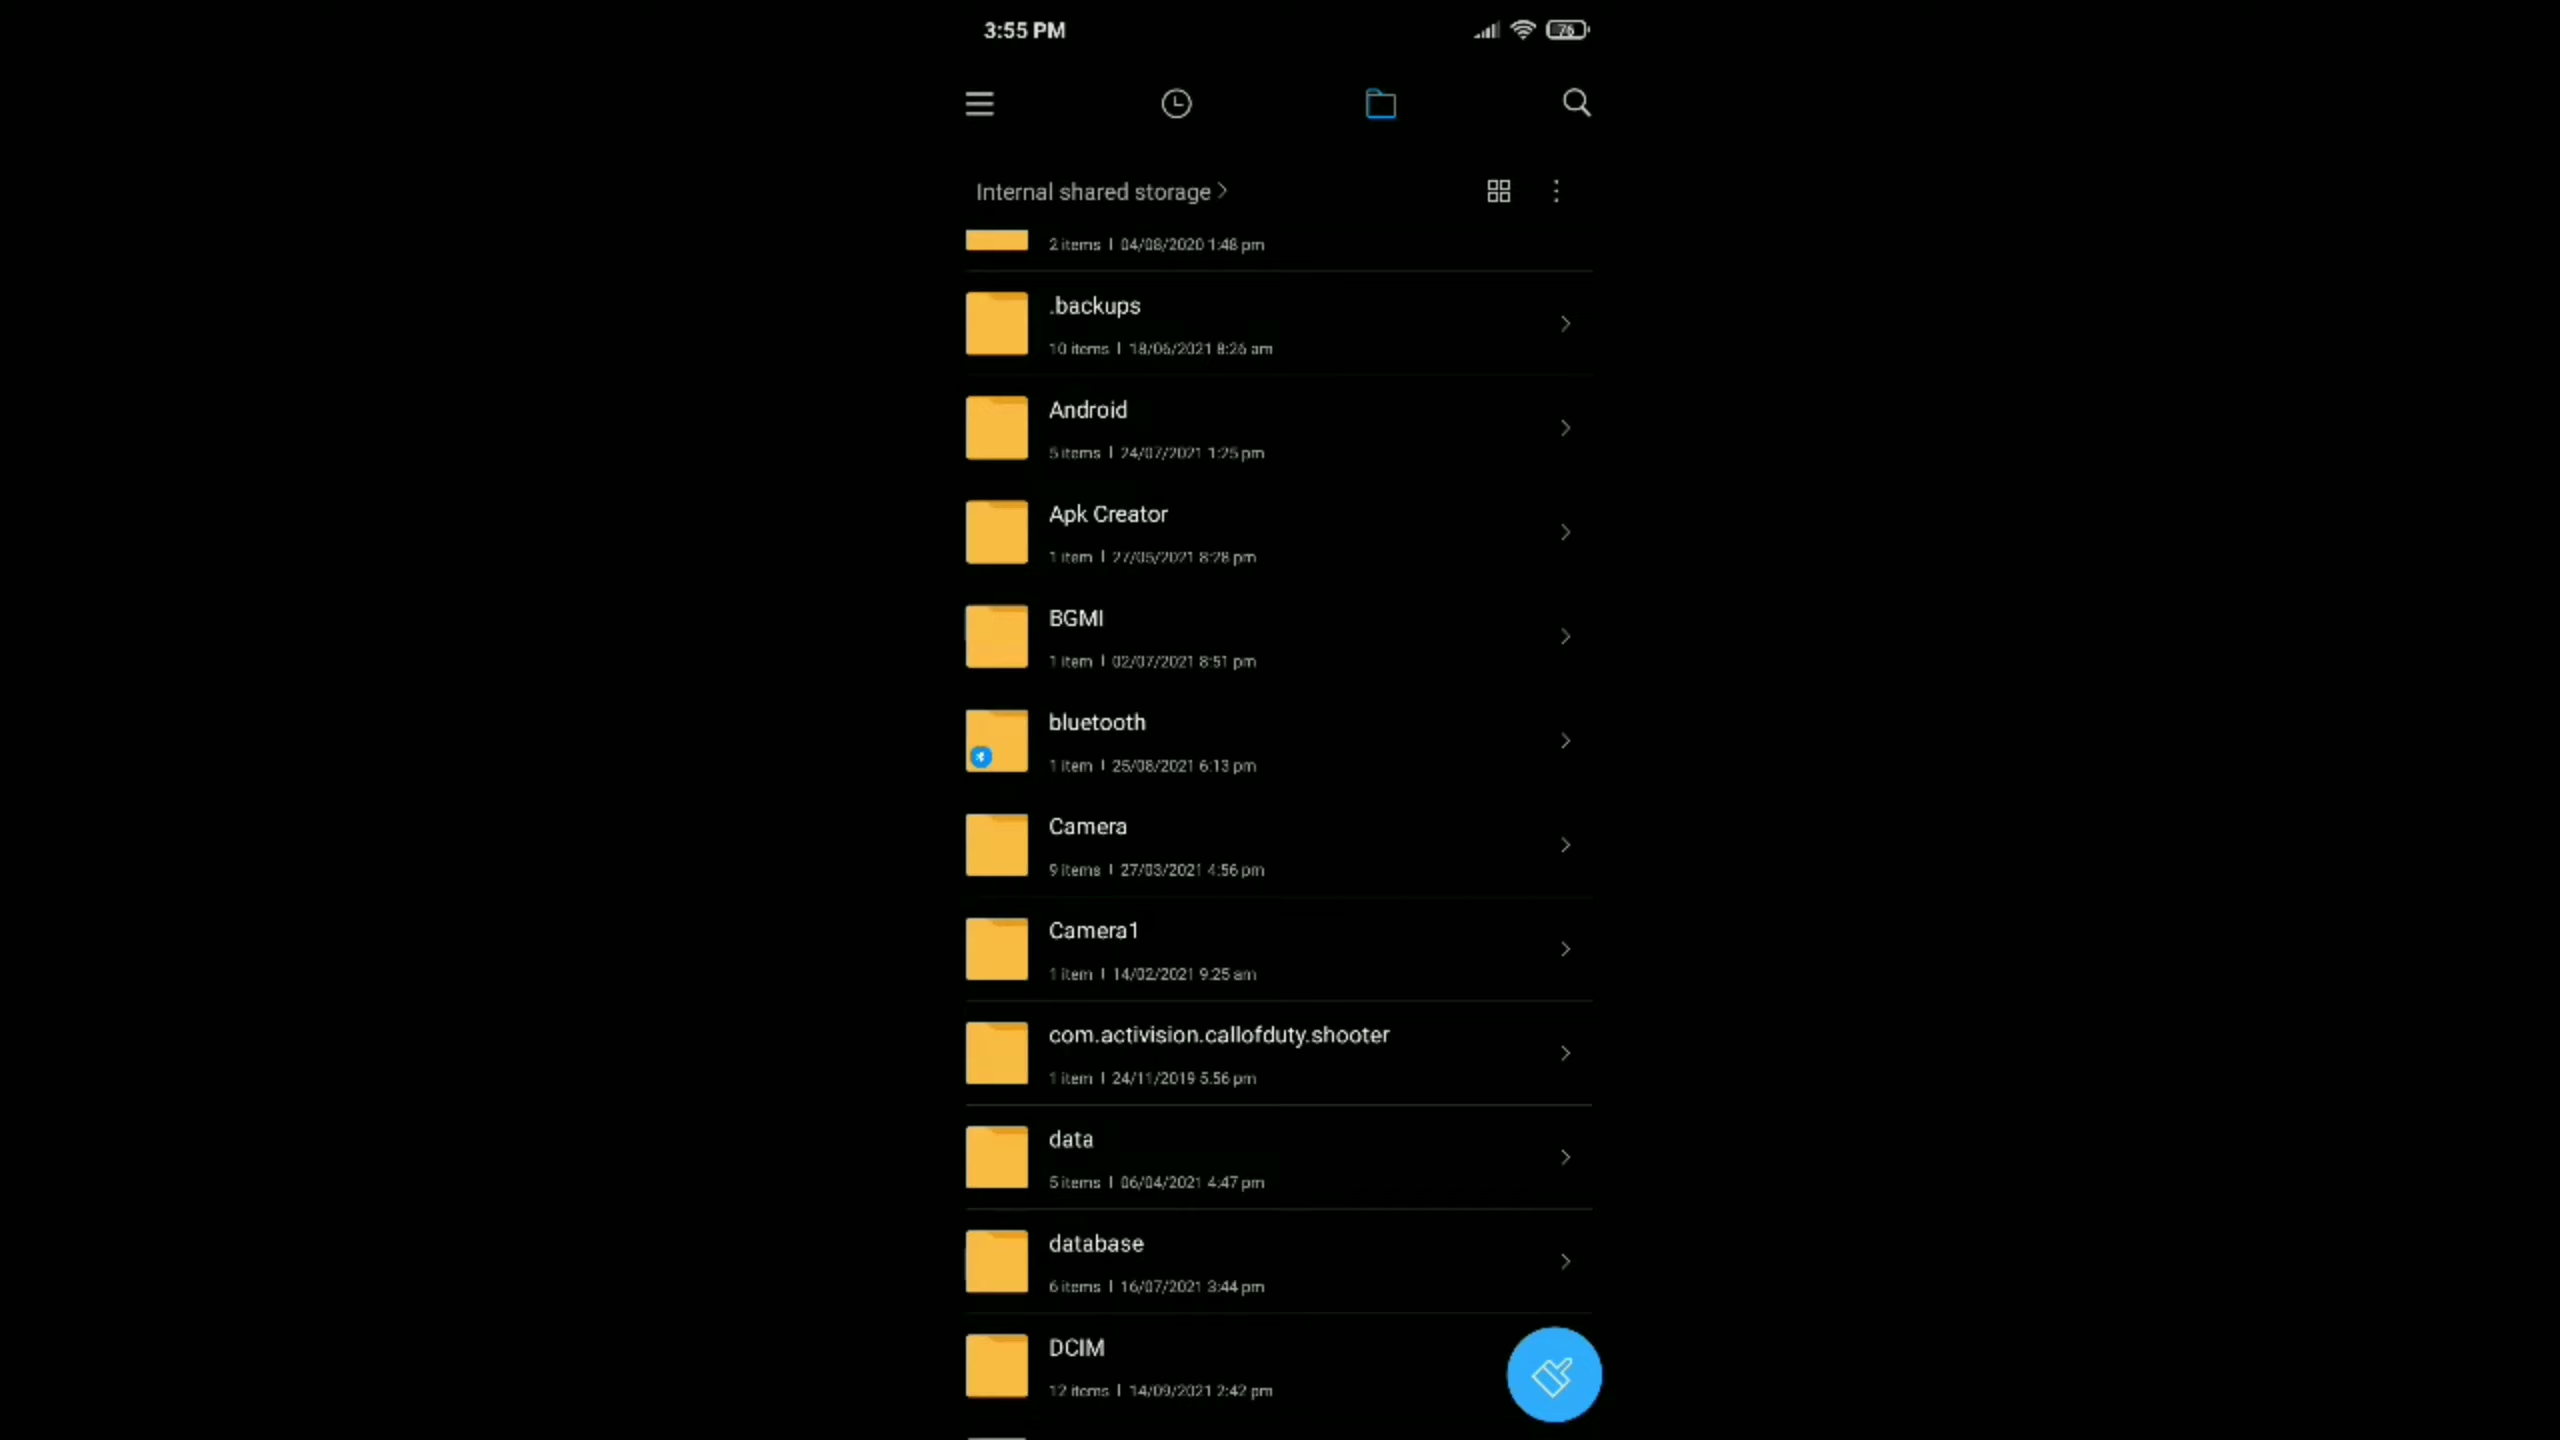 3:55 PM
76
Internal shared storage
2 items | 04/08/2020 1:48 pm
.backups
10 items | 18/06/2021 8:26 am
Android
5 items | 24/07/2021 1:25 pm
Apk Creator
1 item | 27/05/2021 8:28 pm
BGMI
1 item | 02/07/2021 8:51 pm
bluetooth
1 item | 25/08/2021 6:13 pm
Camera
9 items | 27/03/2021 4:56 pm
Camera1
1 item | 14/02/2021 9:25 am
com.activision.callofduty.shooter
1 item | 24/11/2019 5:56 pm
data
5 items | 06/04/2021 4:47 pm
database
6 items | 16/07/2021 3:44 pm
DCIM
12 items | 14/09/2021 2:42 pm